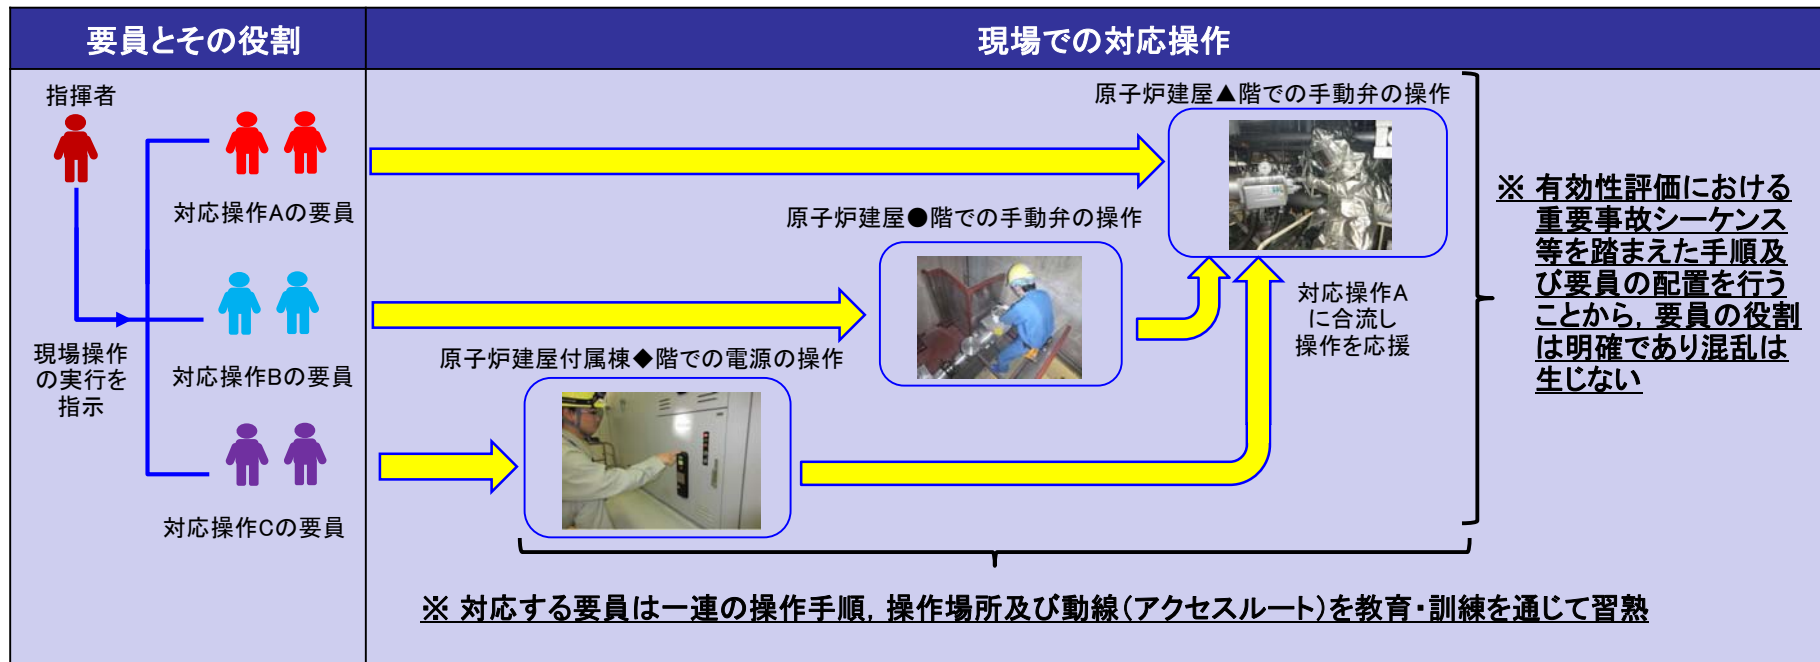 要員とその役割
現場での対応操作
指揮者
対応操作Aの要員
対応操作Bの要員
現場操作
の実行を
指示
対応操作Cの要員
原子炉建屋▲階での手動弁の操作
原子炉建屋●階での手動弁の操作
原子炉建屋付属棟◆階での電源の操作
対応操作A
に合流し
操作を応援
※ 有効性評価における
重要事故シーケンス
等を踏まえた手順及
び要員の配置を行う
ことから，要員の役割
は明確であり混乱は
生じない
※ 対応する要員は一連の操作手順，操作場所及び動線（アクセスルート）を教育・訓練を通じて習熟